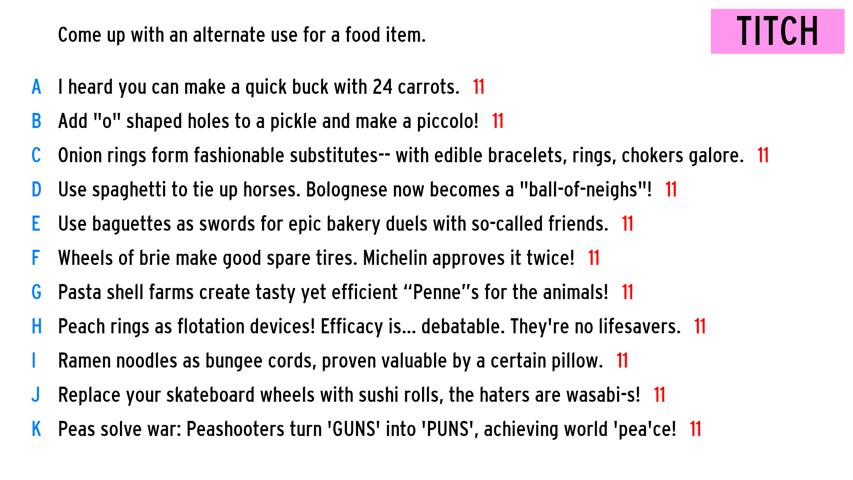 Come up with an alternate use for a food item.
TITCH
A I heard you can make a quick buck with 24 carrots. 11
B Add "o" shaped holes to a pickle and make a piccolo! 11
C Onion rings form fashionable substitutes-- with edible bracelets, rings, chokers galore. 11
D Use spaghetti to tie up horses. Bolognese now becomes a "ball-of-neighs"! 11
E Use baguettes as swords for epic bakery duels with so-called friends. 11
F Wheels of brie make good spare tires. Michelin approves it twice! 11
G Pasta shell farms create tasty yet efficient “Penne”s for the animals! 11
H Peach rings as flotation devices! Efficacy is... debatable. They're no lifesavers. 11
I Ramen noodles as bungee cords, proven valuable by a certain pillow. 11
J Replace your skateboard wheels with sushi rolls, the haters are wasabi-s! 11
K Peas solve war: Peashooters turn 'GUNS' into 'PUNS', achieving world 'pea'ce! 11